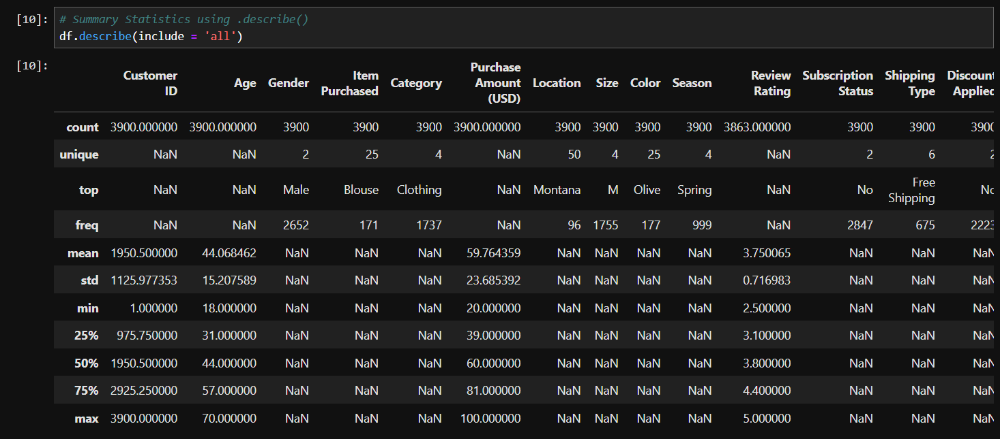 [10]: # Summary Statistics using .describe()
df.describe(include = 'all')
[10]:
Customer ID Age Gender Item Purchased Category Purchase Amount (USD) Location Size Color Season Review Rating Subscription Status Shipping Type Discount Applied
count 3900.000000 3900.000000 3900 3900 3900 3900.000000 3900 3900 3900 3900 3863.000000 3900 3900 3900
unique NaN NaN 2 25 4 NaN 50 4 25 4 NaN 2 6 2
top NaN NaN Male Blouse Clothing NaN Montana M Olive Spring NaN No Free Shipping No
freq NaN NaN 2652 171 1737 NaN 96 1755 177 999 NaN 2847 675 2223
mean 1950.500000 44.068462 NaN NaN NaN 59.764359 NaN NaN NaN NaN 3.750065 NaN NaN NaN
std 1125.977353 15.207589 NaN NaN NaN 23.685392 NaN NaN NaN NaN 0.716983 NaN NaN NaN
min 1.000000 18.000000 NaN NaN NaN 20.000000 NaN NaN NaN NaN 2.500000 NaN NaN NaN
25% 975.750000 31.000000 NaN NaN NaN 39.000000 NaN NaN NaN NaN 3.100000 NaN NaN NaN
50% 1950.500000 44.000000 NaN NaN NaN 60.000000 NaN NaN NaN NaN 3.800000 NaN NaN NaN
75% 2925.250000 57.000000 NaN NaN NaN 81.000000 NaN NaN NaN NaN 4.400000 NaN NaN NaN
max 3900.000000 70.000000 NaN NaN NaN 100.000000 NaN NaN NaN NaN 5.000000 NaN NaN NaN